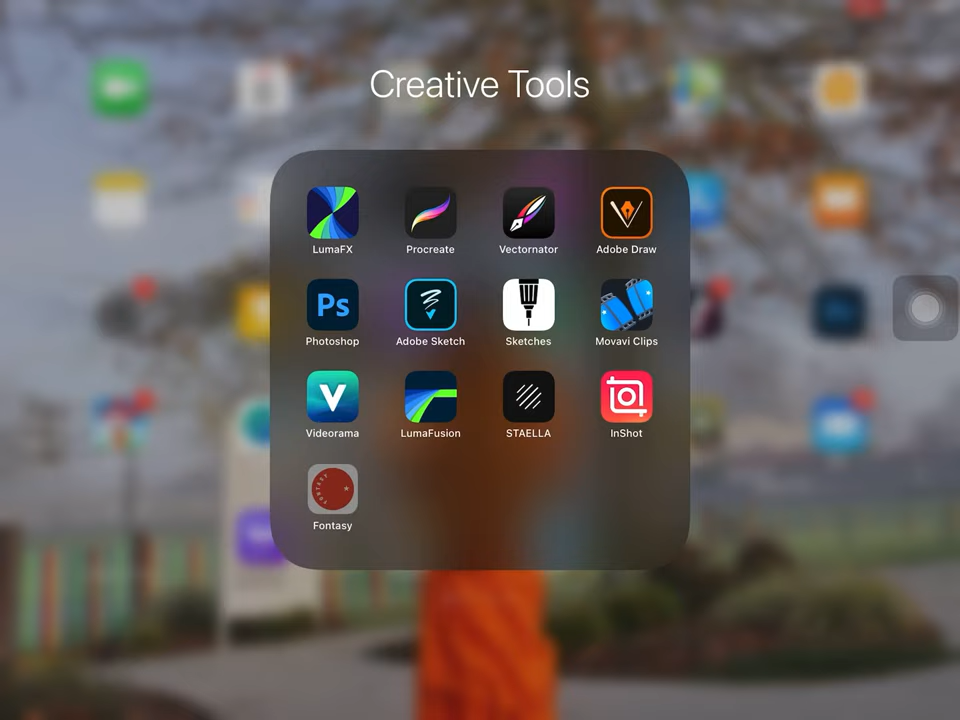 Creative Tools
LumaFX
Procreate
Vectornator
Adobe Draw
Ps
Photoshop
Adobe Sketch
Sketches
Movavi Clips
V
Videorama
LumaFusion
STAELLA
InShot
FONTASY
Fontasy